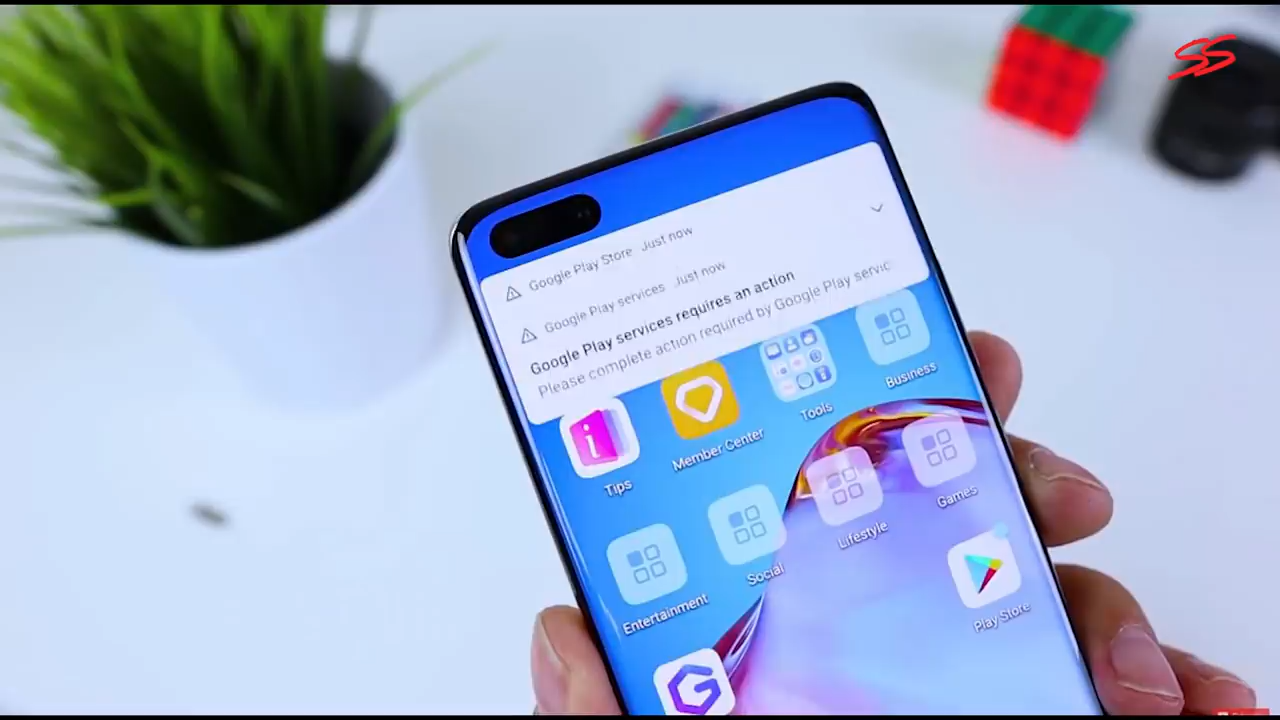 SS
Google Play Store Just now
Google Play services Just now
Google Play services requires an action
Please complete action required by Google Play servic
Tips
Member Center
Tools
Business
Entertainment
Social
Lifestyle
Games
Play Store